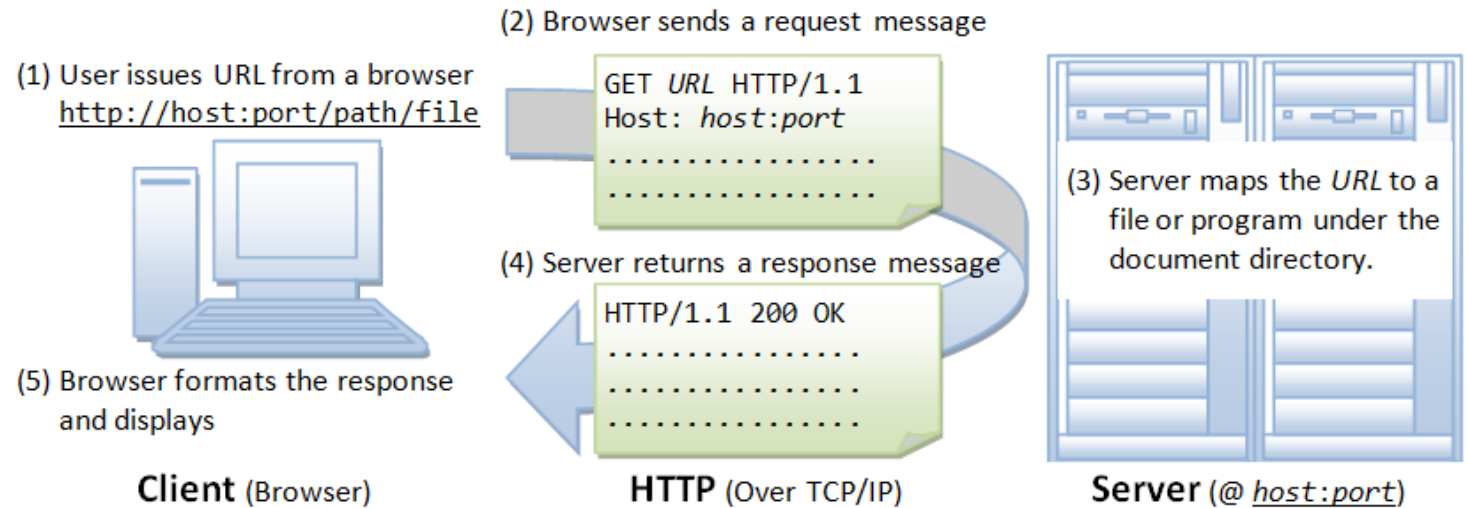 (1) User issues URL from a browser
http://host:port/path/file
(2) Browser sends a request message
GET URL HTTP/1.1
Host: host:port
.................
.................
(3) Server maps the URL to a
file or program under the
document directory.
(4) Server returns a response message
HTTP/1.1 200 OK
................
................
................
(5) Browser formats the response
and displays
Client (Browser)
HTTP (Over TCP/IP)
Server (@ host:port)